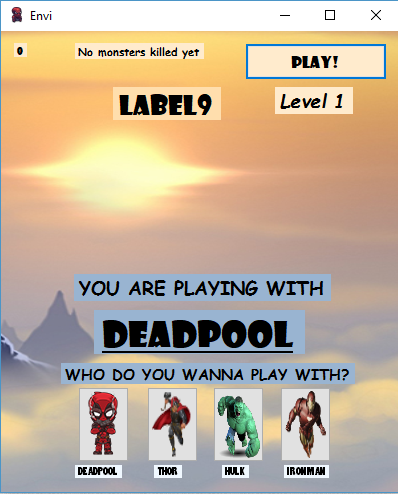 Envi
0
No monsters killed yet
PLAY!
LABEL9
Level 1
YOU ARE PLAYING WITH
DEADPOOL
WHO DO YOU WANNA PLAY WITH?
DEADPOOL THOR HULK IRONMAN